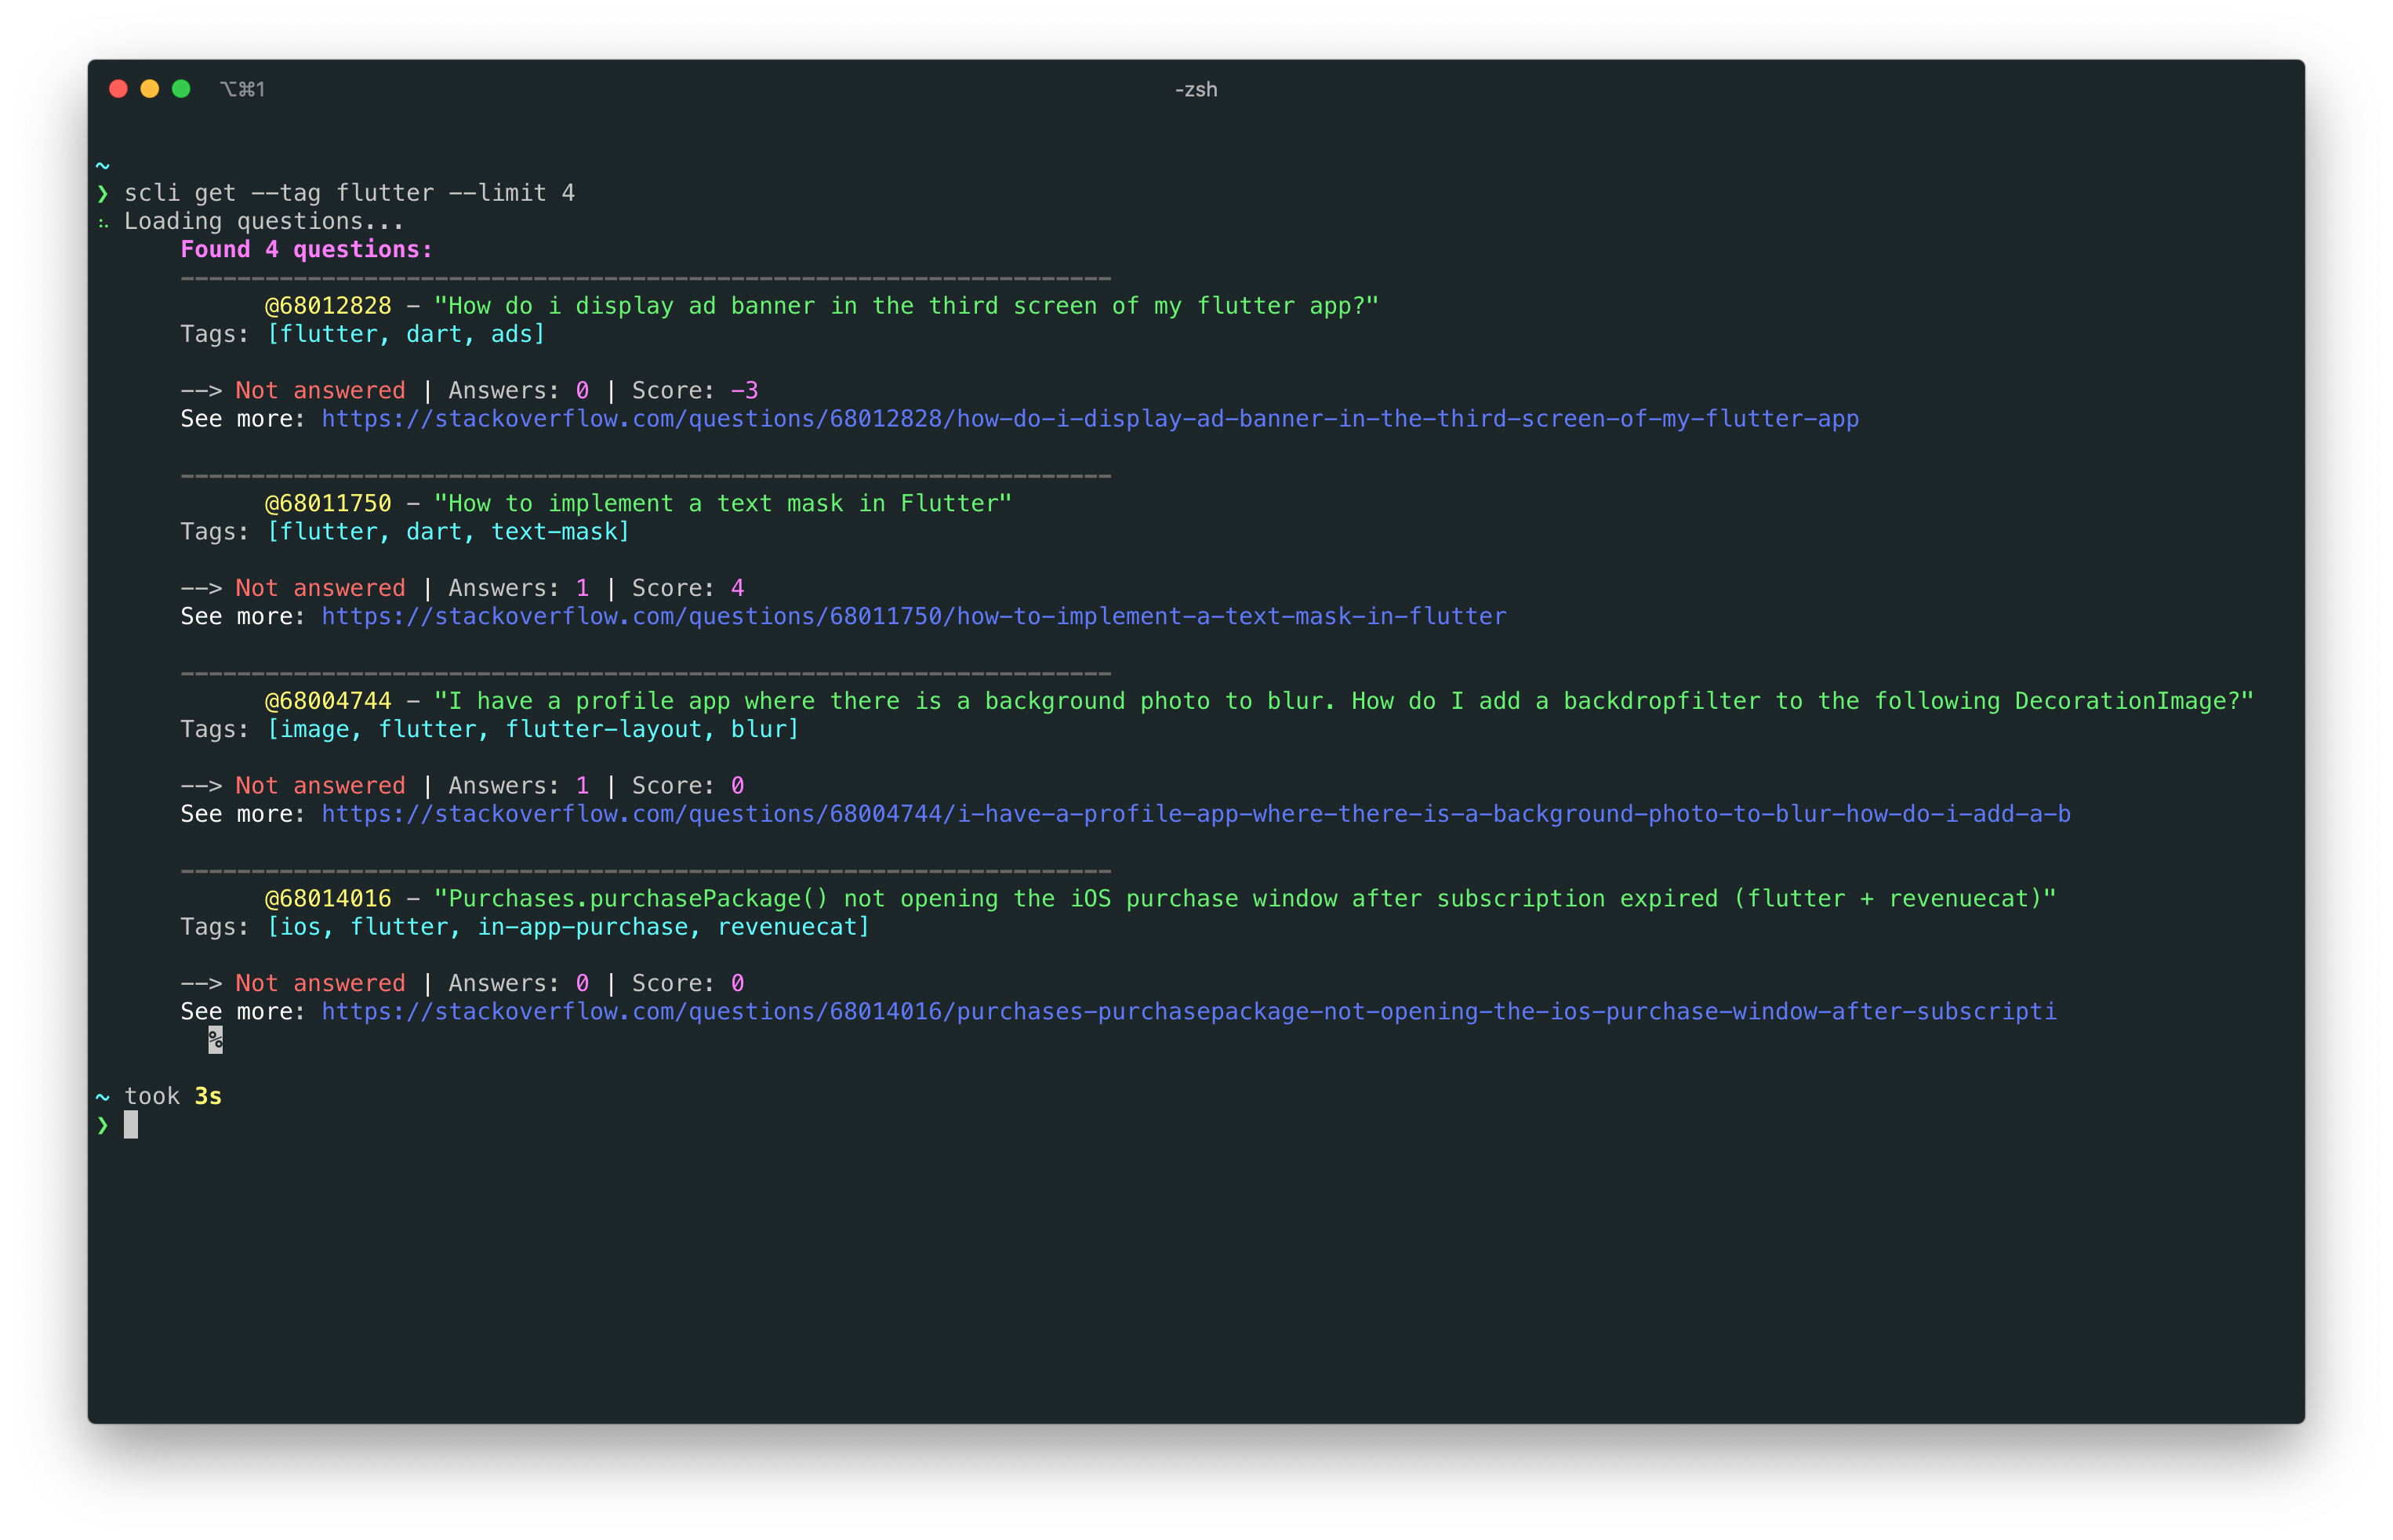 ⌥⌘1
-zsh
~
❯ scli get --tag flutter --limit 4
Loading questions...
Found 4 questions:
------------------------------------------------------------------
@68012828 - "How do i display ad banner in the third screen of my flutter app?"
Tags: [flutter, dart, ads]
--> Not answered | Answers: 0 | Score: -3
See more: https://stackoverflow.com/questions/68012828/how-do-i-display-ad-banner-in-the-third-screen-of-my-flutter-app
------------------------------------------------------------------
@68011750 - "How to implement a text mask in Flutter"
Tags: [flutter, dart, text-mask]
--> Not answered | Answers: 1 | Score: 4
See more: https://stackoverflow.com/questions/68011750/how-to-implement-a-text-mask-in-flutter
------------------------------------------------------------------
@68004744 - "I have a profile app where there is a background photo to blur. How do I add a backdropfilter to the following DecorationImage?"
Tags: [image, flutter, flutter-layout, blur]
--> Not answered | Answers: 1 | Score: 0
See more: https://stackoverflow.com/questions/68004744/i-have-a-profile-app-where-there-is-a-background-photo-to-blur-how-do-i-add-a-b
------------------------------------------------------------------
@68014016 - "Purchases.purchasePackage() not opening the iOS purchase window after subscription expired (flutter + revenuecat)"
Tags: [ios, flutter, in-app-purchase, revenuecat]
--> Not answered | Answers: 0 | Score: 0
See more: https://stackoverflow.com/questions/68014016/purchases-purchasepackage-not-opening-the-ios-purchase-window-after-subscripti
%
~ took 3s
❯